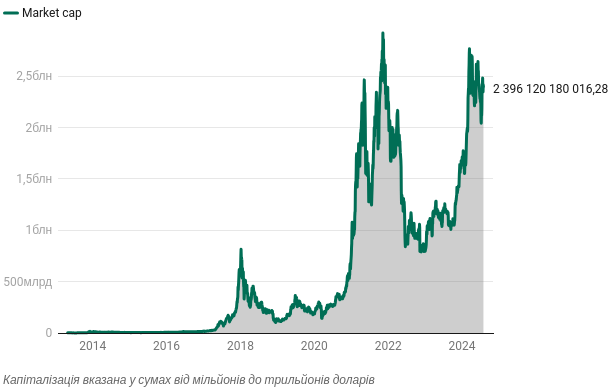 Market cap
2,5блн
2блн
1,5блн
1блн
500млрд
0
2 396 120 180 016,28
2014 2016 2018 2020 2022 2024
Капіталізація вказана у сумах від мільйонів до трильйонів доларів